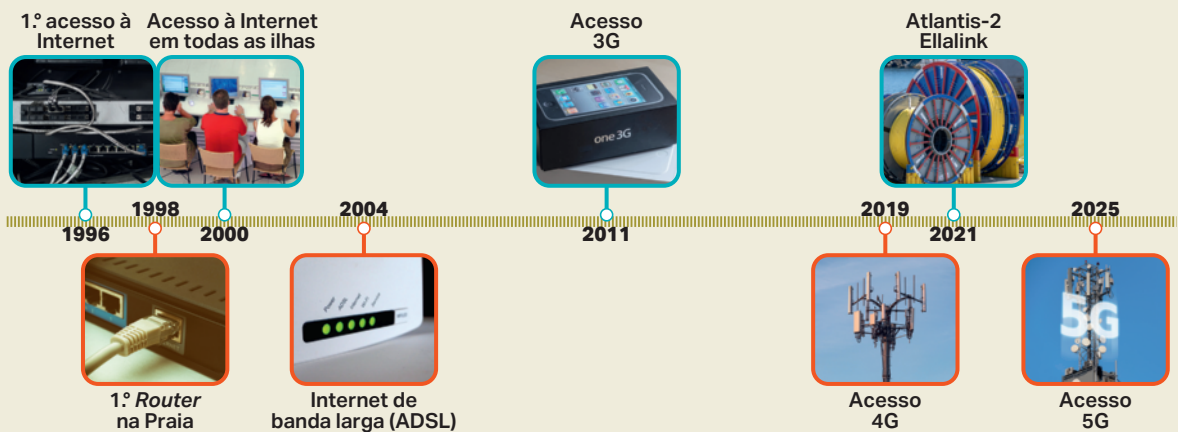 1.º acesso à
Internet
Acesso à Internet
em todas as ilhas
Acesso
3G
Atlantis-2
Ellalink
one 3G
1998
2004
2019
2025
1996
2000
2011
2021
5G
1.º Router
na Praia
Internet de
banda larga (ADSL)
Acesso
4G
Acesso
5G